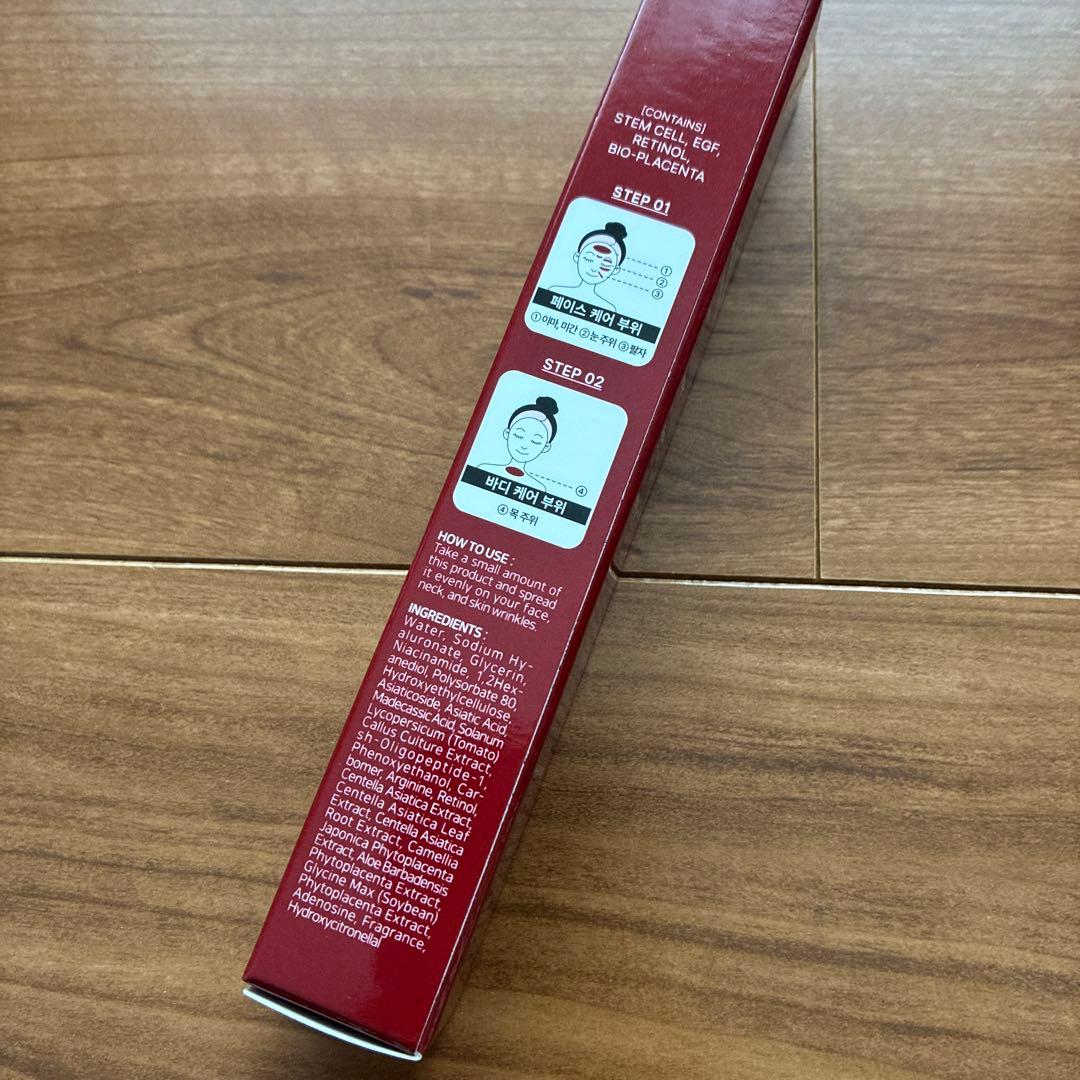 [CONTAINS]
STEM CELL, EGF,
RETINOL,
BIO-PLACENTA
STEP 01
①
②
③
페이스 케어 부위
①이마, 미간 ②눈 주위 ③팔자
STEP 02
④
바디 케어 부위
④목 주위
HOW TO USE :
Take a small amount of
this product and spread
it evenly on your face,
neck, and skin wrinkles.
INGREDIENTS :
Water, Sodium Hy-
aluronate, Glycerin,
Niacinamide, 1,2Hex-
anediol, Polysorbate 80,
Hydroxyethylcellulose,
Asiaticoside, Asiatic Acid,
Madecassic Acid, Solanum
Lycopersicum (Tomato)
Callus Culture Extract,
sh-Oligopeptide-1,
Phenoxyethanol, Car-
bomer, Arginine, Retinol,
Centella Asiatica Extract,
Centella Asiatica Leaf
Extract, Centella Asiatica
Root Extract, Camellia
Japonica Phytoplacenta
Extract, Aloe Barbadensis
Phytoplacenta Extract,
Glycine Max (Soybean)
Phytoplacenta Extract,
Adenosine, Fragrance,
Hydroxycitronellal